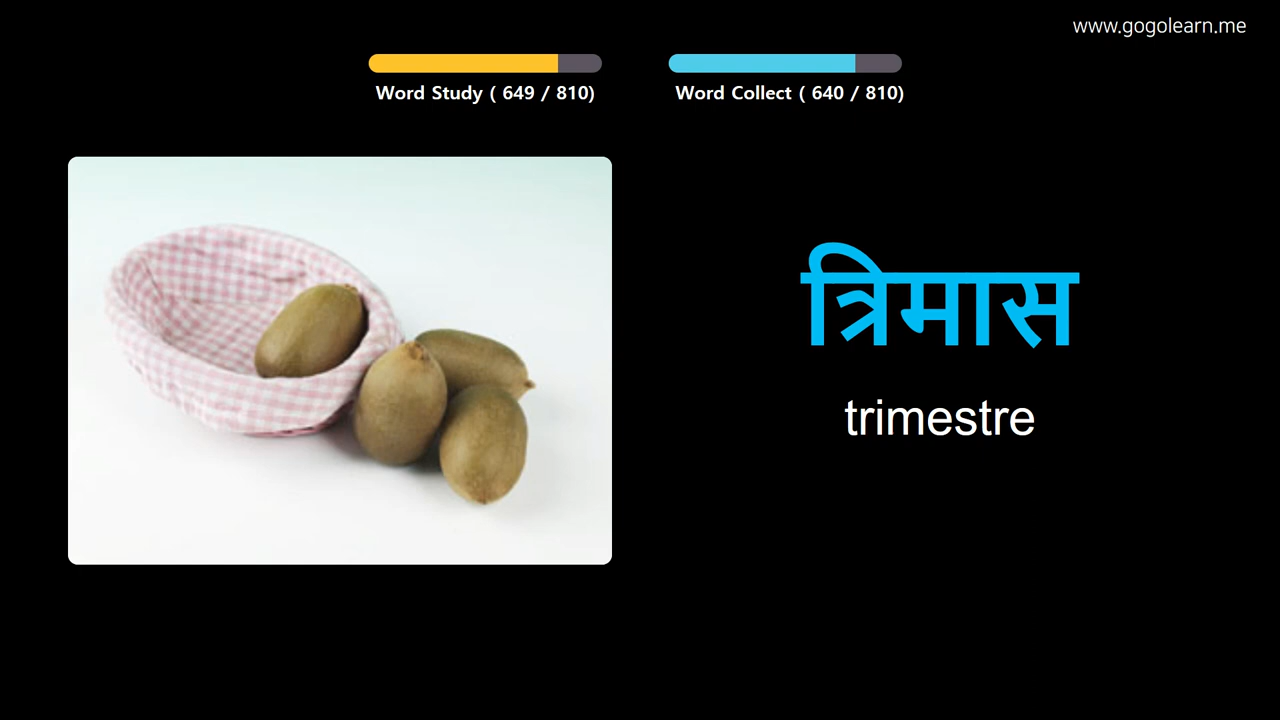 www.gogolearn.me
Word Study ( 649 / 810)
Word Collect ( 640 / 810)
त्रिमास
trimestre